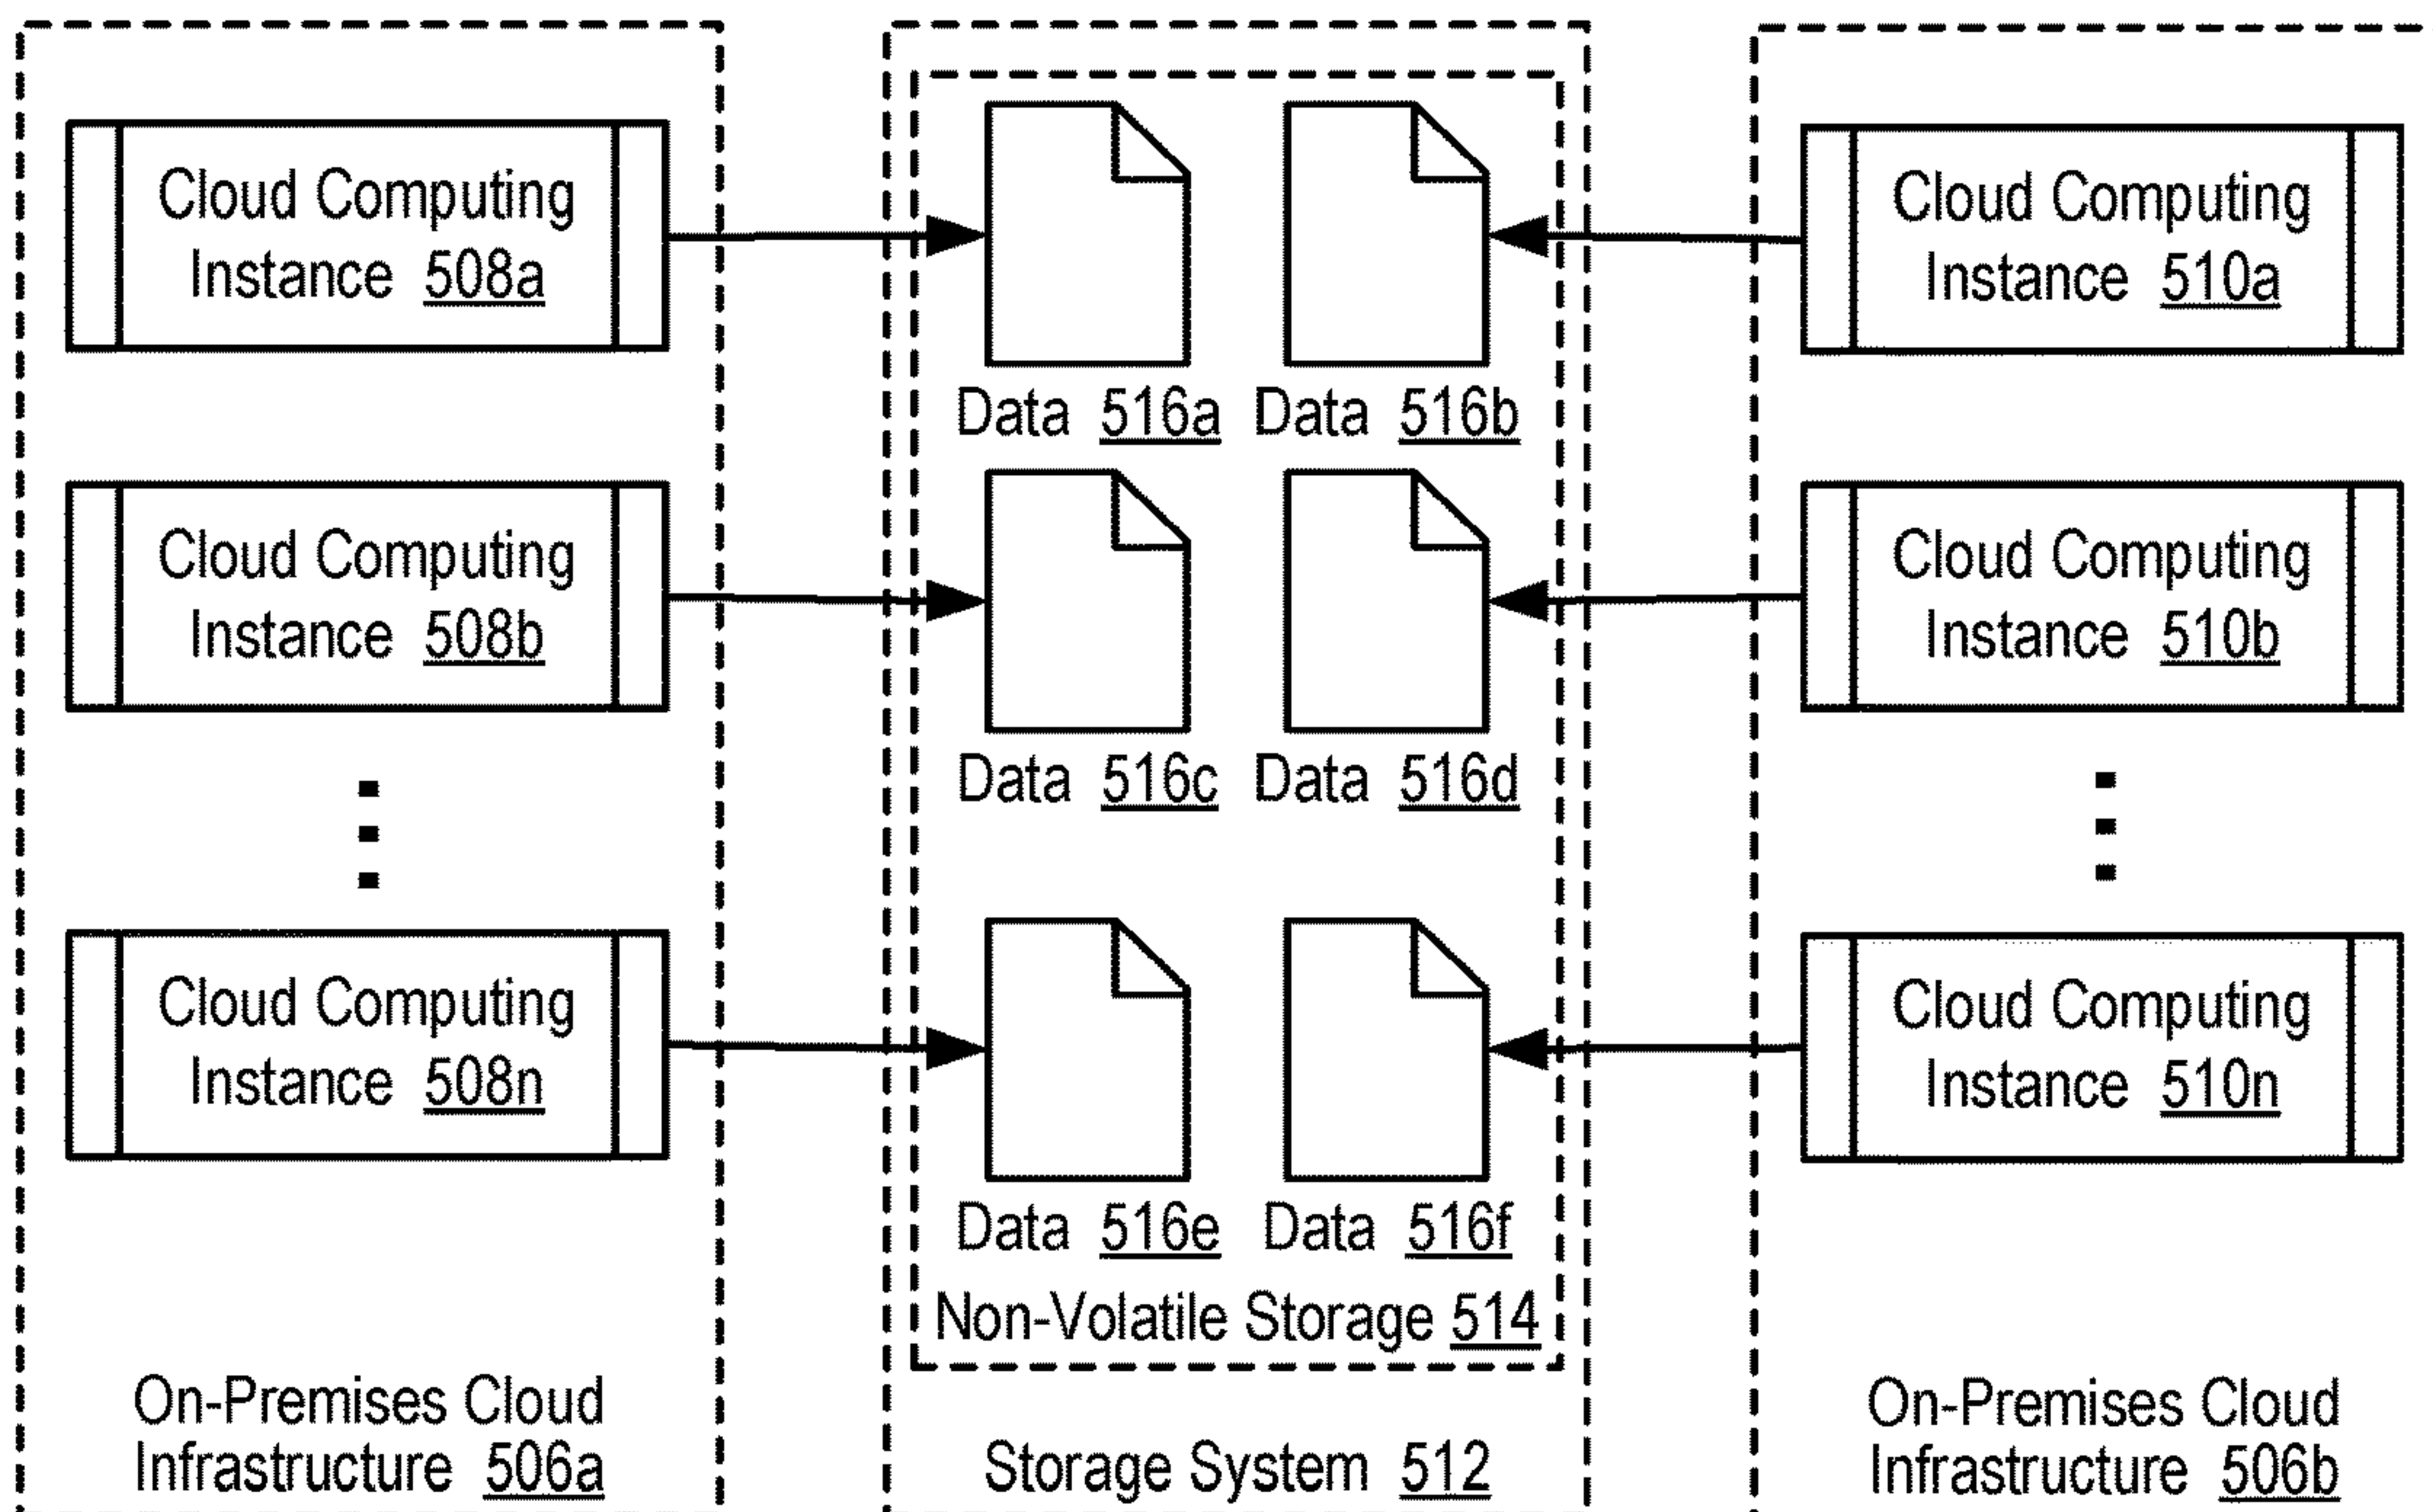 Cloud Computing
Instance 508a
Cloud Computing
Instance 508b
Cloud Computing
Instance 508n
On-Premises Cloud
Infrastructure 506a
Data 516a Data 516b
Data 516c Data 516d
Data 516e Data 516f
Non-Volatile Storage 514
Storage System 512
Cloud Computing
Instance 510a
Cloud Computing
Instance 510b
Cloud Computing
Instance 510n
On-Premises Cloud
Infrastructure 506b